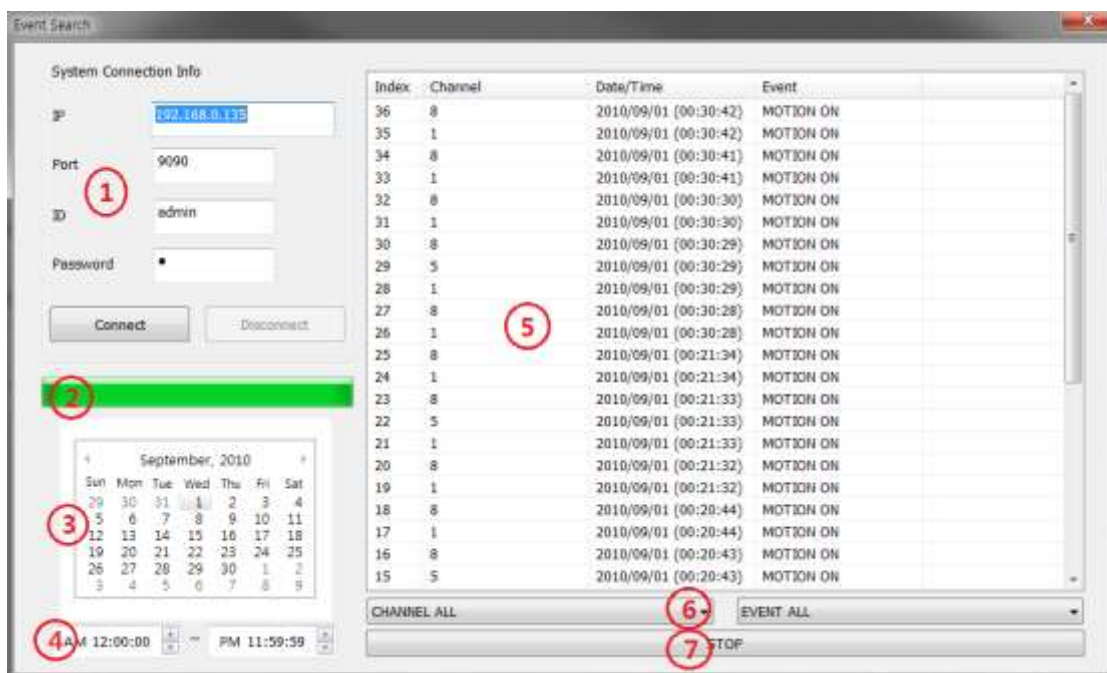 Event Search
System Connection Info
IP 192.168.0.135
Port 9090
1
ID admin
Password
Connect Disconnect
2
September, 2010
Sun Mon Tue Wed Thu Fri Sat
29 30 31 1 2 3 4
5 6 7 8 9 10 11
3
12 13 14 15 16 17 18
19 20 21 22 23 24 25
26 27 28 29 30 1 2
3 4 5 6 7 8 9
4
AM 12:00:00 ~ PM 11:59:59
Index Channel Date/Time Event
36 8 2010/09/01 (00:30:42) MOTION ON
35 1 2010/09/01 (00:30:42) MOTION ON
34 8 2010/09/01 (00:30:41) MOTION ON
33 1 2010/09/01 (00:30:41) MOTION ON
32 8 2010/09/01 (00:30:30) MOTION ON
31 1 2010/09/01 (00:30:30) MOTION ON
30 8 2010/09/01 (00:30:29) MOTION ON
29 5 2010/09/01 (00:30:29) MOTION ON
28 1 2010/09/01 (00:30:29) MOTION ON
27 8 2010/09/01 (00:30:28) MOTION ON
5
26 1 2010/09/01 (00:30:28) MOTION ON
25 8 2010/09/01 (00:21:34) MOTION ON
24 1 2010/09/01 (00:21:34) MOTION ON
23 8 2010/09/01 (00:21:33) MOTION ON
22 5 2010/09/01 (00:21:33) MOTION ON
21 1 2010/09/01 (00:21:33) MOTION ON
20 8 2010/09/01 (00:21:32) MOTION ON
19 1 2010/09/01 (00:21:32) MOTION ON
18 8 2010/09/01 (00:20:44) MOTION ON
17 1 2010/09/01 (00:20:44) MOTION ON
16 8 2010/09/01 (00:20:43) MOTION ON
15 5 2010/09/01 (00:20:43) MOTION ON
CHANNEL ALL 6 EVENT ALL
7 STOP